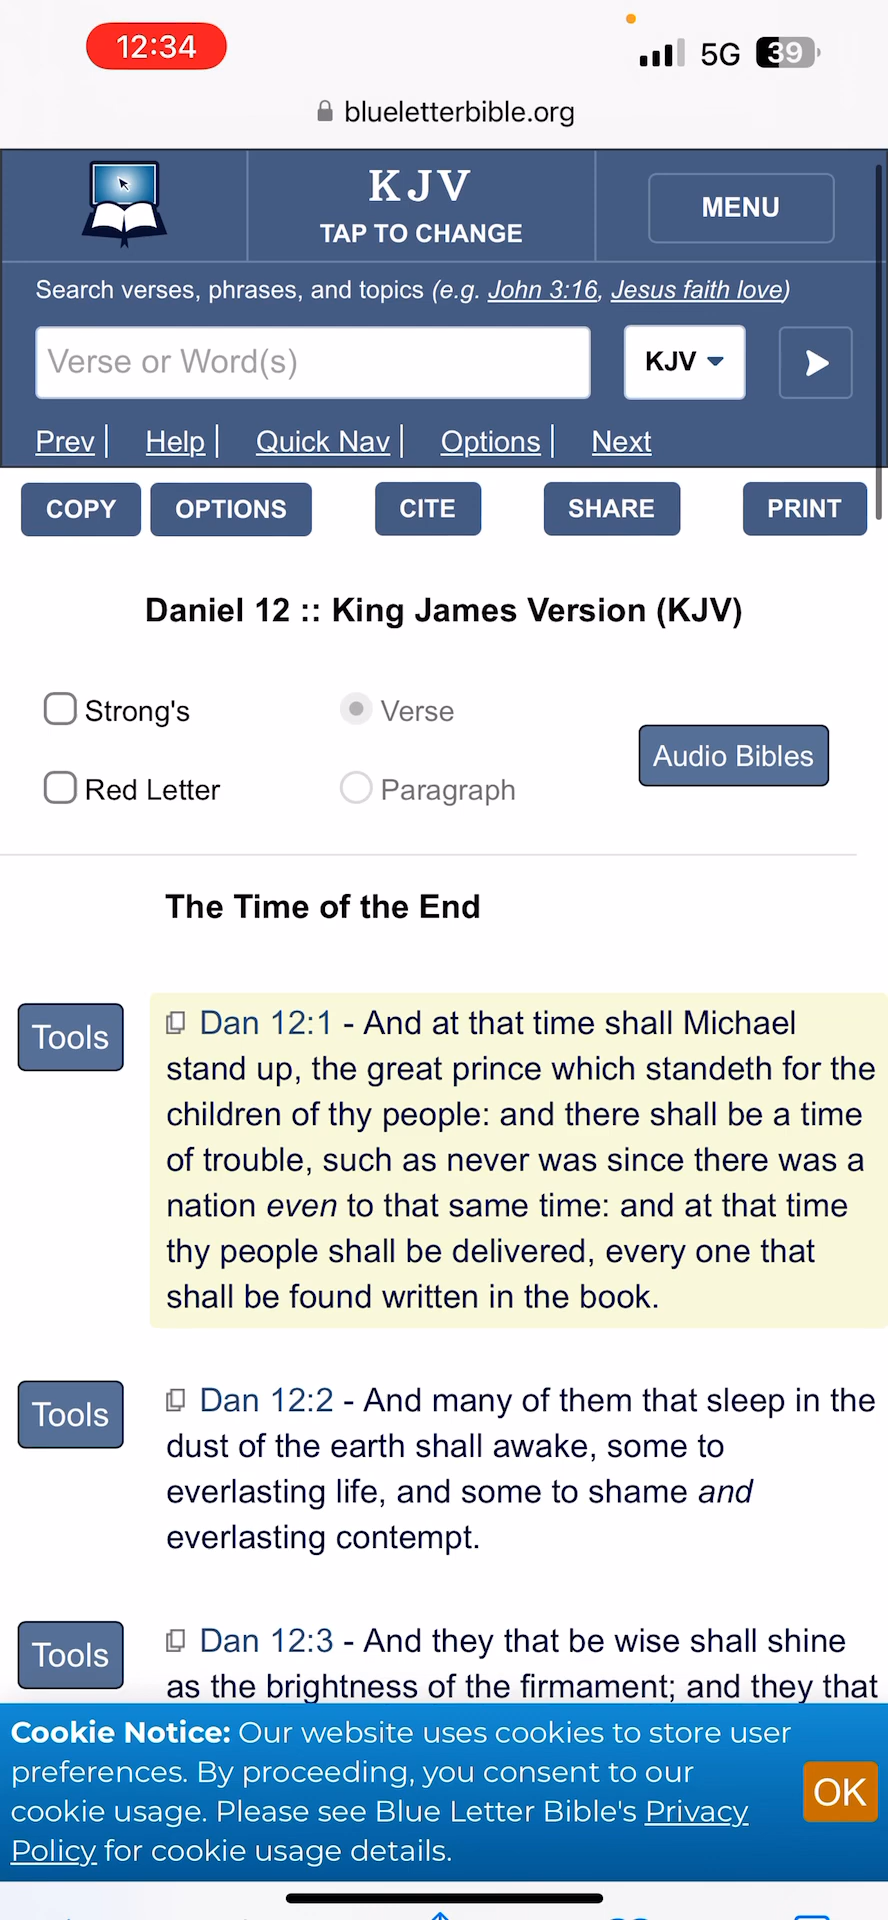 12:34
5G 39
blueletterbible.org
KJV
TAP TO CHANGE
MENU
Search verses, phrases, and topics (e.g. John 3:16, Jesus faith love)
Verse or Word(s)
KJV
Prev | Help | Quick Nav | Options | Next
COPY OPTIONS CITE SHARE PRINT
Daniel 12 :: King James Version (KJV)
Strong's Verse
Audio Bibles
Red Letter Paragraph
The Time of the End
Tools
Dan 12:1 - And at that time shall Michael
stand up, the great prince which standeth for the
children of thy people: and there shall be a time
of trouble, such as never was since there was a
nation even to that same time: and at that time
thy people shall be delivered, every one that
shall be found written in the book.
Tools
Dan 12:2 - And many of them that sleep in the
dust of the earth shall awake, some to
everlasting life, and some to shame and
everlasting contempt.
Tools
Dan 12:3 - And they that be wise shall shine
as the brightness of the firmament; and they that
Cookie Notice: Our website uses cookies to store user
preferences. By proceeding, you consent to our
cookie usage. Please see Blue Letter Bible's Privacy
Policy for cookie usage details.
OK